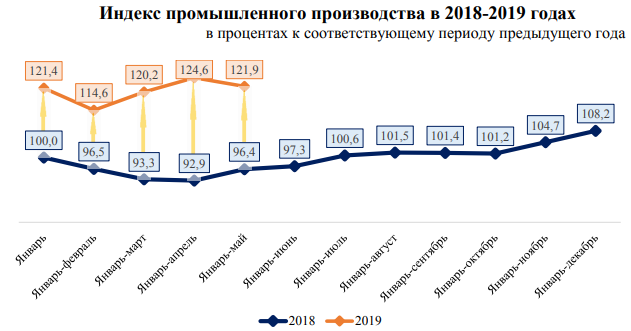 Индекс промышленного производства в 2018-2019 годах
в процентах к соответствующему периоду предыдущего года
121,4 114,6 120,2 124,6 121,9
100,0 96,5 93,3 92,9 96,4 97,3 100,6 101,5 101,4 101,2 104,7 108,2
Январь
Январь-февраль
Январь-март
Январь-апрель
Январь-май
Январь-июнь
Январь-июль
Январь-август
Январь-сентябрь
Январь-октябрь
Январь-ноябрь
Январь-декабрь
2018 2019